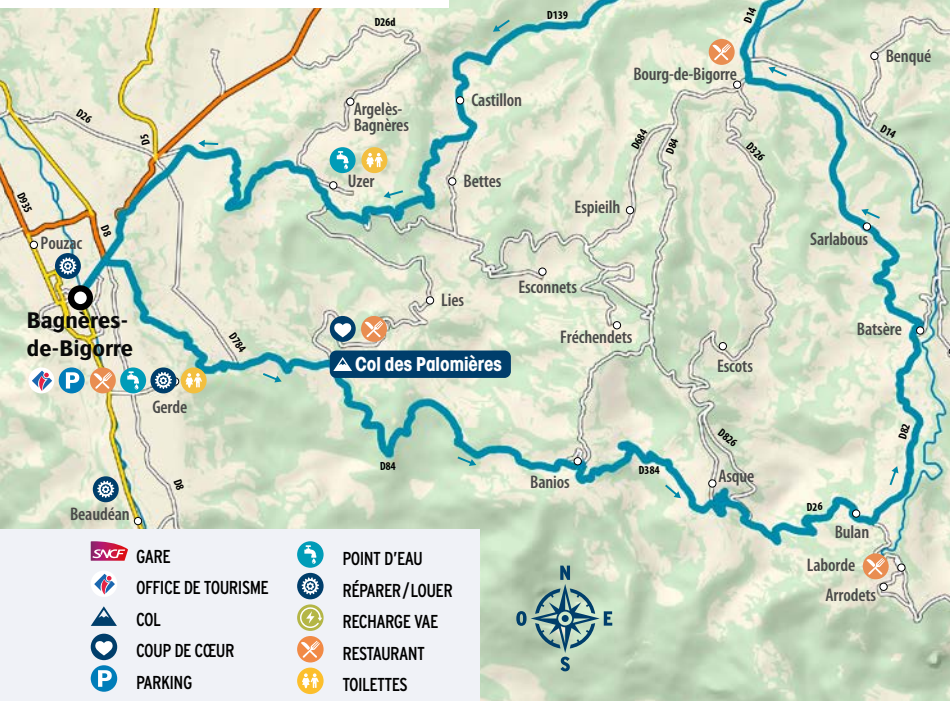 D26d
D139
D14
Bourg-de-Bigorre
Benqué
Castillon
Argelès-
Bagnères
D26
D5
D14
D684
D84
D326
Uzer
Bettes
D935
Espieilh
D8
Pouzac
Sarlabous
Esconnets
Lies
Bagnères-
de-Bigorre
Fréchendets
Batsère
D784
Col des Palomières
Escots
P
Gerde
D82
D84
D826
Banios
D384
Asque
D8
Beaudéan
D26
Bulan
Laborde
Arrodets
SNCF GARE
OFFICE DE TOURISME
COL
COUP DE CŒUR
P PARKING
POINT D'EAU
RÉPARER/LOUER
RECHARGE VAE
RESTAURANT
TOILETTES
N
O E
S